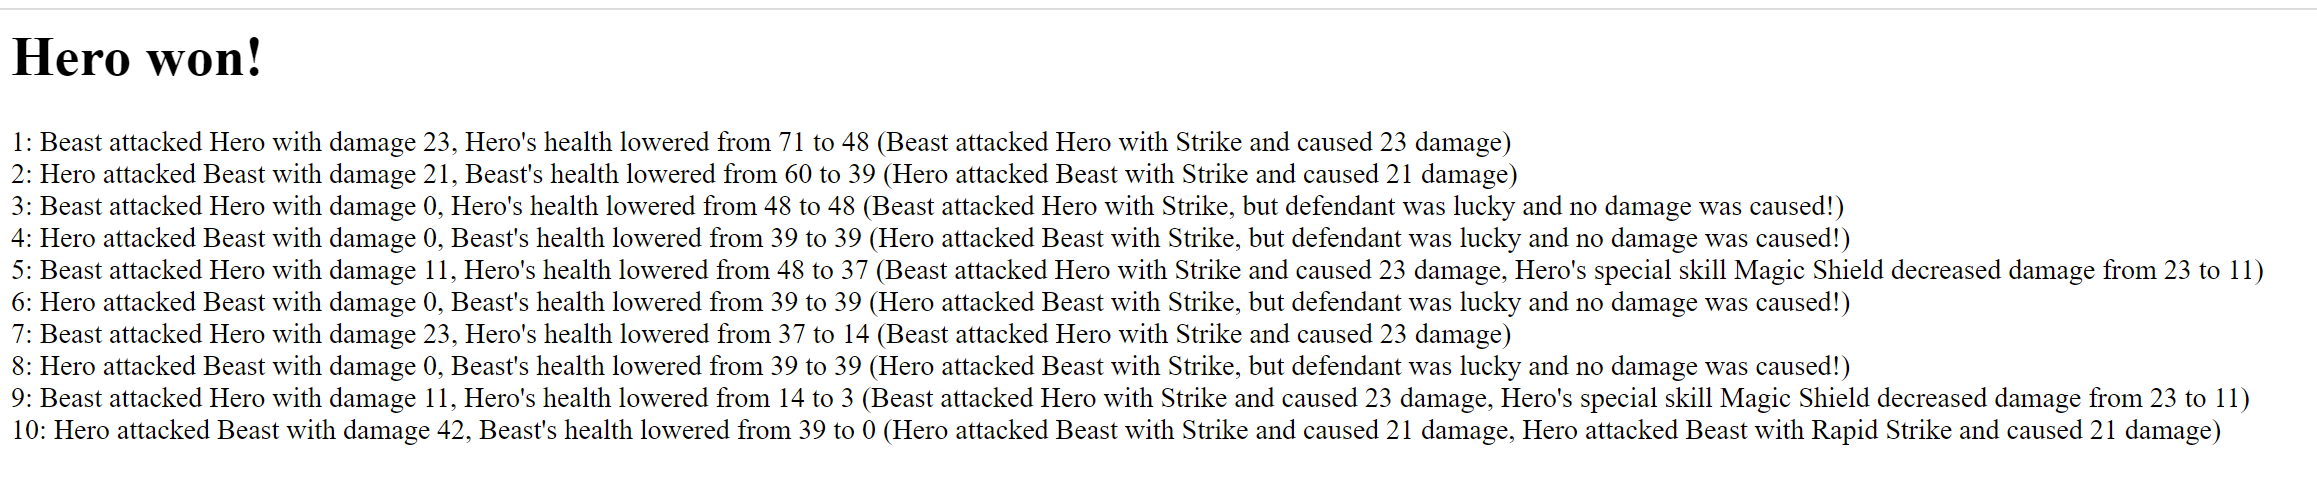 Hero won!
1: Beast attacked Hero with damage 23, Hero's health lowered from 71 to 48 (Beast attacked Hero with Strike and caused 23 damage)
2: Hero attacked Beast with damage 21, Beast's health lowered from 60 to 39 (Hero attacked Beast with Strike and caused 21 damage)
3: Beast attacked Hero with damage 0, Hero's health lowered from 48 to 48 (Beast attacked Hero with Strike, but defendant was lucky and no damage was caused!)
4: Hero attacked Beast with damage 0, Beast's health lowered from 39 to 39 (Hero attacked Beast with Strike, but defendant was lucky and no damage was caused!)
5: Beast attacked Hero with damage 11, Hero's health lowered from 48 to 37 (Beast attacked Hero with Strike and caused 23 damage, Hero's special skill Magic Shield decreased damage from 23 to 11)
6: Hero attacked Beast with damage 0, Beast's health lowered from 39 to 39 (Hero attacked Beast with Strike, but defendant was lucky and no damage was caused!)
7: Beast attacked Hero with damage 23, Hero's health lowered from 37 to 14 (Beast attacked Hero with Strike and caused 23 damage)
8: Hero attacked Beast with damage 0, Beast's health lowered from 39 to 39 (Hero attacked Beast with Strike, but defendant was lucky and no damage was caused!)
9: Beast attacked Hero with damage 11, Hero's health lowered from 14 to 3 (Beast attacked Hero with Strike and caused 23 damage, Hero's special skill Magic Shield decreased damage from 23 to 11)
10: Hero attacked Beast with damage 42, Beast's health lowered from 39 to 0 (Hero attacked Beast with Strike and caused 21 damage, Hero attacked Beast with Rapid Strike and caused 21 damage)